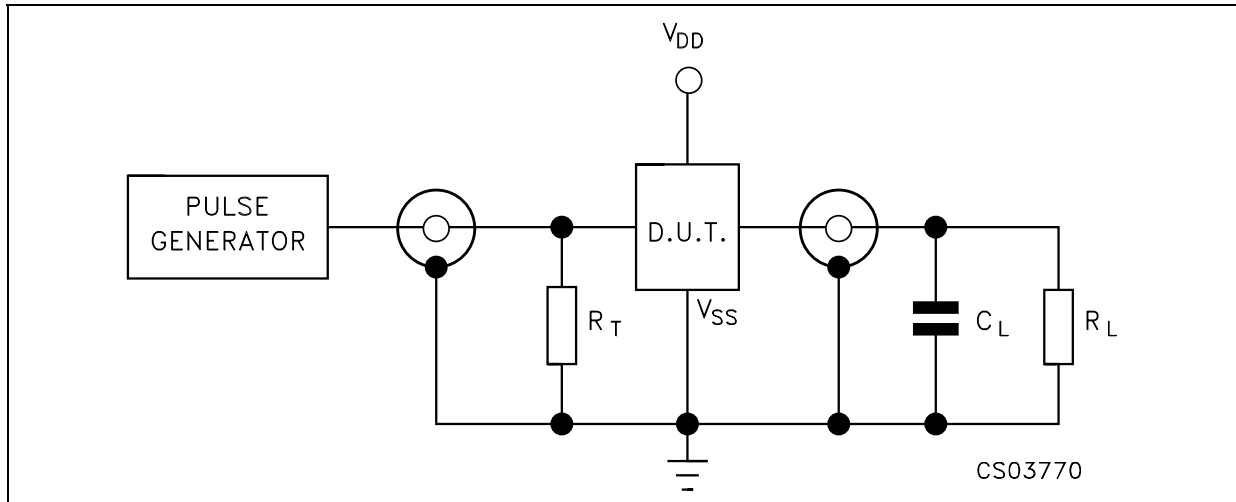 VDD
PULSE
GENERATOR
D.U.T.
VSS
RT
CL
RL
CS03770